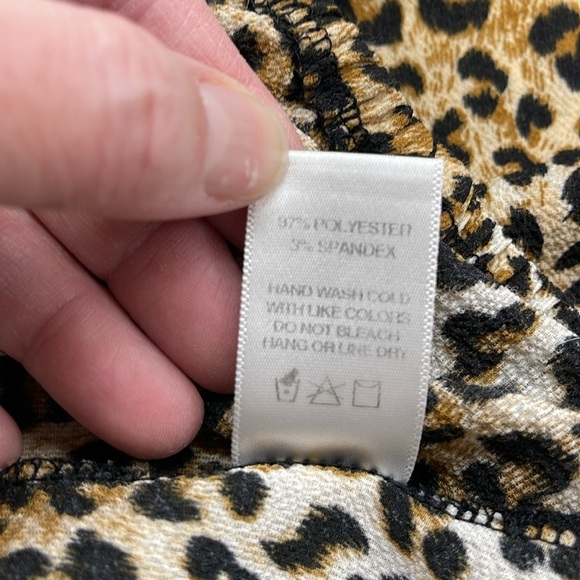 97% POLYESTER
3% SPANDEX
HAND WASH COLD
WITH LIKE COLORS
DO NOT BLEACH
HANG OR LINE DRY